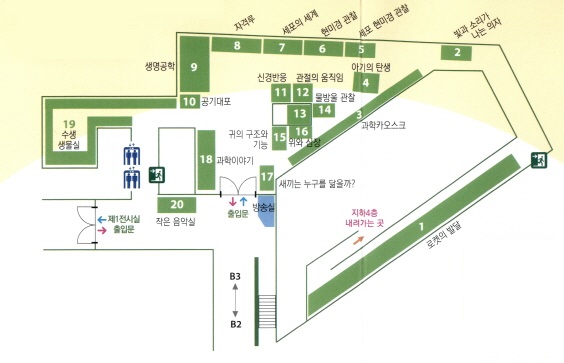 자격루
세포의 세계
현미경 관찰
세포 현미경 관찰
빛과 소리가
나는 의자
8
7
6
5
2
생명공학
9
아기의 탄생
4
신경반응
관절의 움직임
11
12
물방울 관찰
10
공기대포
13
14
3
과학카오스크
19
수생
생물실
귀의 구조와
기능
15
16
위와 심장
18
과학이야기
17
새끼는 누구를 닮을까?
20
작은 음악실
출입문
방송실
제1전시실
출입문
지하4층
내려가는 곳
1
로켓의 발달
B3
B2